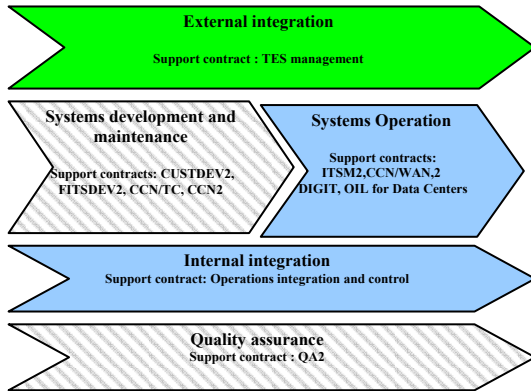 External integration
Support contract : TES management
Systems development and
maintenance
Support contracts: CUSTDEV2,
FITSDEV2, CCN/TC, CCN2
Systems Operation
Support contracts:
ITSM2,CCN/WAN,2
DIGIT, OIL for Data Centers
Internal integration
Support contract: Operations integration and control
Quality assurance
Support contract : QA2